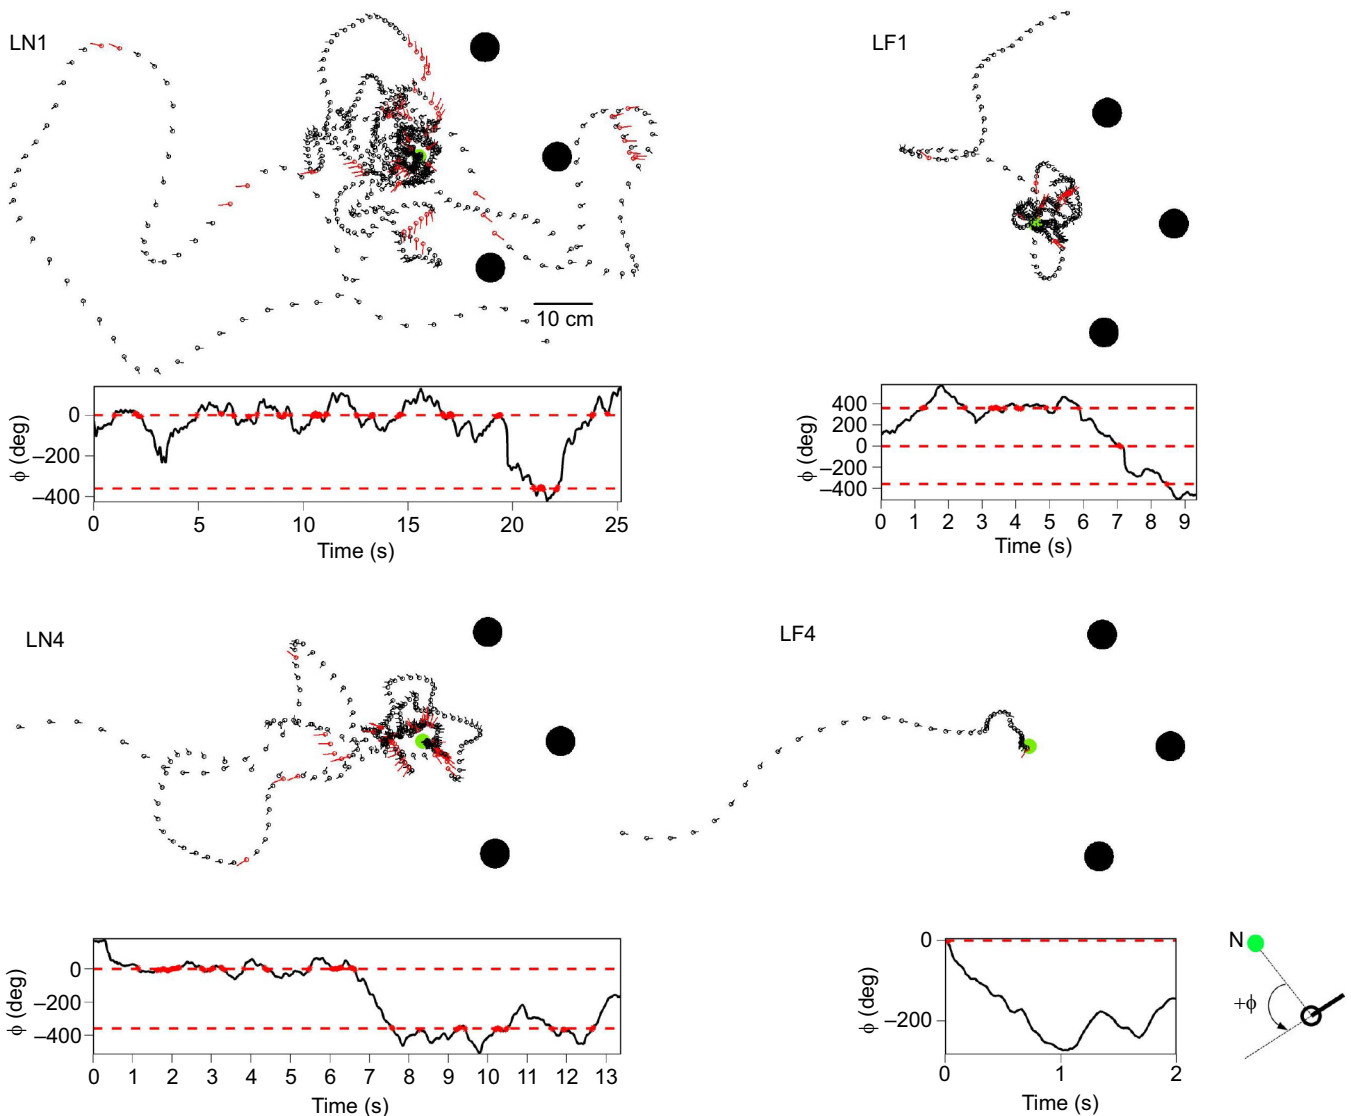 LN1
LF1
10 cm
ϕ (deg)
0
–200
–400
0 5 10 15 20 25
Time (s)
ϕ (deg)
400
200
0
–200
–400
0 1 2 3 4 5 6 7 8 9
Time (s)
LN4
LF4
ϕ (deg)
0
–200
–400
0 1 2 3 4 5 6 7 8 9 10 11 12 13
Time (s)
ϕ (deg)
0
–200
0 1 2
Time (s)
N
+ϕ